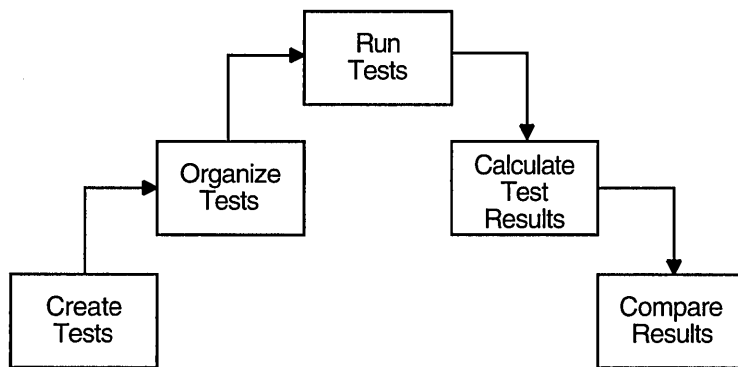 Run
Tests
Organize
Tests
Calculate
Test
Results
Create
Tests
Compare
Results